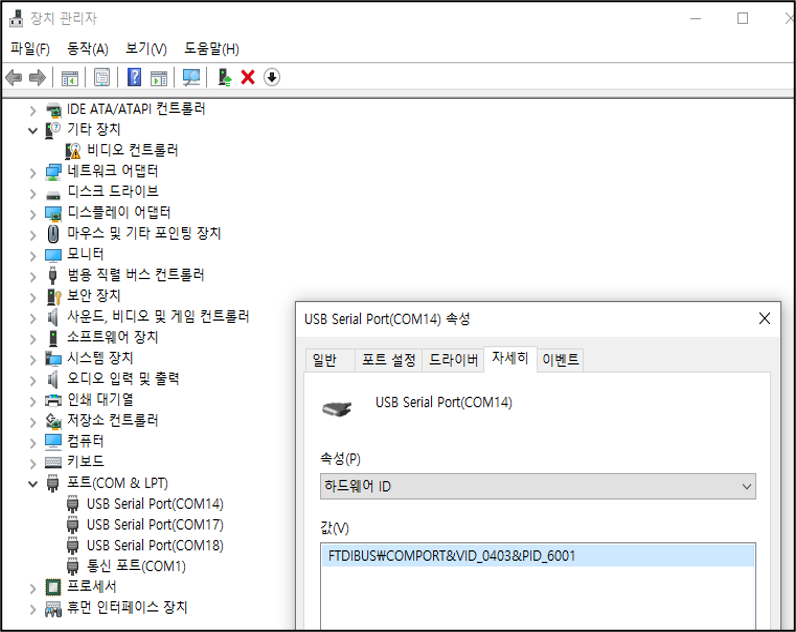 장치 관리자
파일(F) 동작(A) 보기(V) 도움말(H)
IDE ATA/ATAPI 컨트롤러
기타 장치
비디오 컨트롤러
네트워크 어댑터
디스크 드라이브
디스플레이 어댑터
마우스 및 기타 포인팅 장치
모니터
범용 직렬 버스 컨트롤러
보안 장치
사운드, 비디오 및 게임 컨트롤러
소프트웨어 장치
시스템 장치
오디오 입력 및 출력
인쇄 대기열
저장소 컨트롤러
컴퓨터
키보드
포트(COM & LPT)
USB Serial Port(COM14)
USB Serial Port(COM17)
USB Serial Port(COM18)
통신 포트(COM1)
프로세서
휴먼 인터페이스 장치
USB Serial Port(COM14) 속성
일반 포트 설정 드라이버 자세히 이벤트
USB Serial Port(COM14)
속성(P)
하드웨어 ID
값(V)
FTDIBUS₩COMPORT&VID_0403&PID_6001